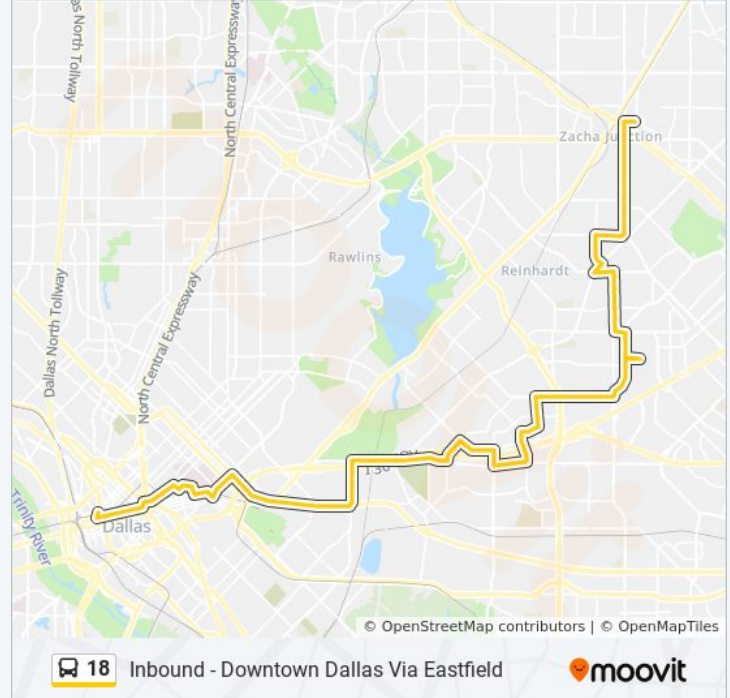 as North Tollway
North Central Expressway
Zacha Junction
Rawlins
Reinhardt
Dallas North Tollway
North Central Expressway
Trinity River
Dallas
© OpenStreetMap contributors | © OpenMapTiles
18 Inbound - Downtown Dallas Via Eastfield
moovit